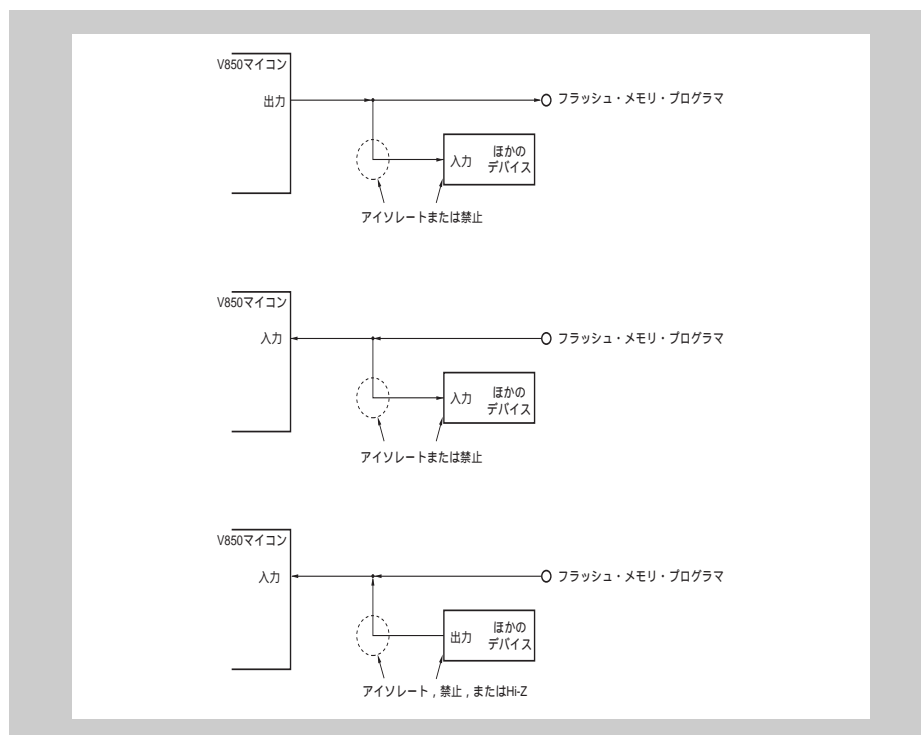 V850マイコン
出力
フラッシュ・メモリ・プログラマ
入力
ほかの
デバイス
アイソレートまたは禁止
V850マイコン
入力
フラッシュ・メモリ・プログラマ
入力
ほかの
デバイス
アイソレートまたは禁止
V850マイコン
入力
フラッシュ・メモリ・プログラマ
出力
ほかの
デバイス
アイソレート , 禁止 , またはHi-Z